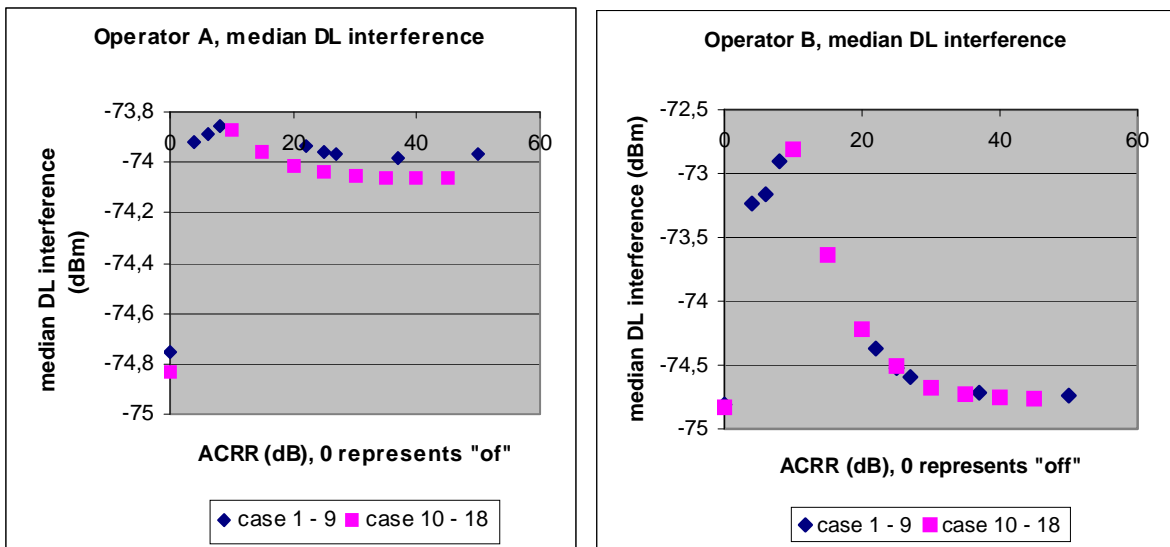 Operator A, median DL interference
-73,8
-74
-74,2
-74,4
-74,6
-74,8
-75
0 20 40 60
median DL interference
(dBm)
ACRR (dB), 0 represents "of"
case 1 - 9 case 10 - 18
Operator B, median DL interference
-72,5
-73
-73,5
-74
-74,5
-75
0 20 40 60
median DL interference (dBm)
ACRR (dB), 0 represents "off"
case 1 - 9 case 10 - 18